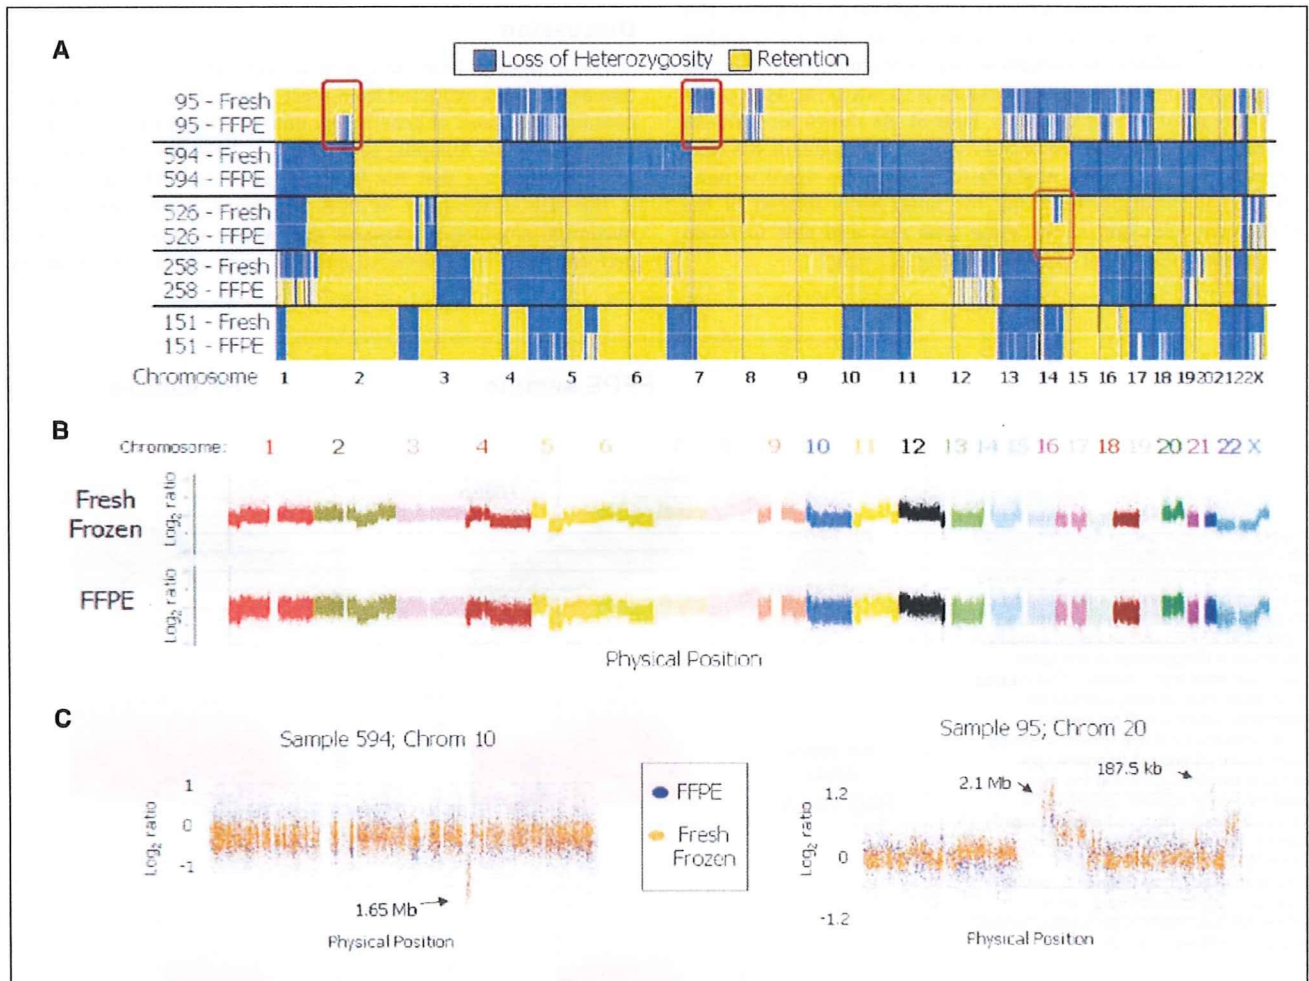 A
Loss of Heterozygosity Retention
95 - Fresh
95 - FFPE
594 - Fresh
594 - FFPE
526 - Fresh
526 - FFPE
258 - Fresh
258 - FFPE
151 - Fresh
151 - FFPE
Chromosome 1 2 3 4 5 6 7 8 9 10 11 12 13 14 15 16 17 18 19 20 21 22 X
B
Chromosome: 1 2 3 4 5 6 9 10 11 12 13 14 15 16 17 18 19 20 21 22 X
Fresh
Frozen
Log2 ratio
FFPE
Log2 ratio
Physical Position
C
Sample 594; Chrom 10
Log2 ratio
1
0
-1
1.65 Mb
Physical Position
FFPE
Fresh
Frozen
Sample 95; Chrom 20
Log2 ratio
1.2
0
-1.2
2.1 Mb
187.5 kb
Physical Position